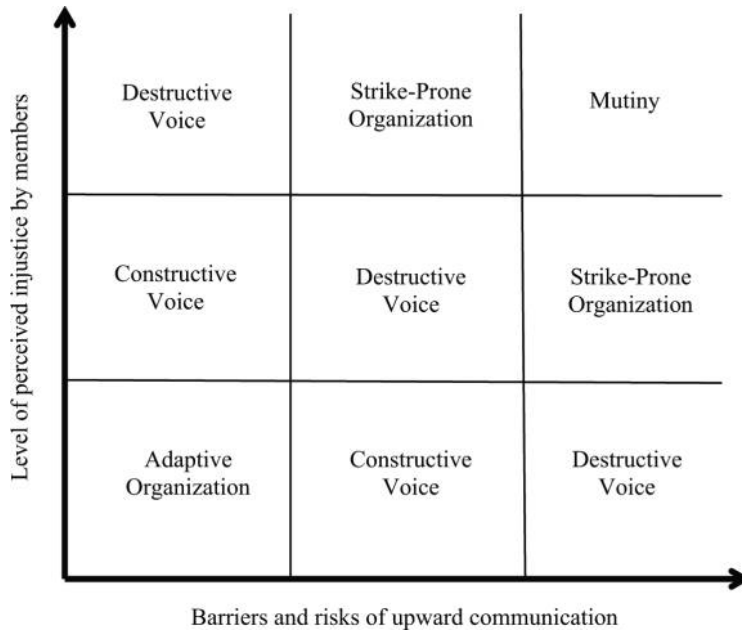 Level of perceived injustice by members
Destructive
Voice
Strike-Prone
Organization
Mutiny
Constructive
Voice
Destructive
Voice
Strike-Prone
Organization
Adaptive
Organization
Constructive
Voice
Destructive
Voice
Barriers and risks of upward communication